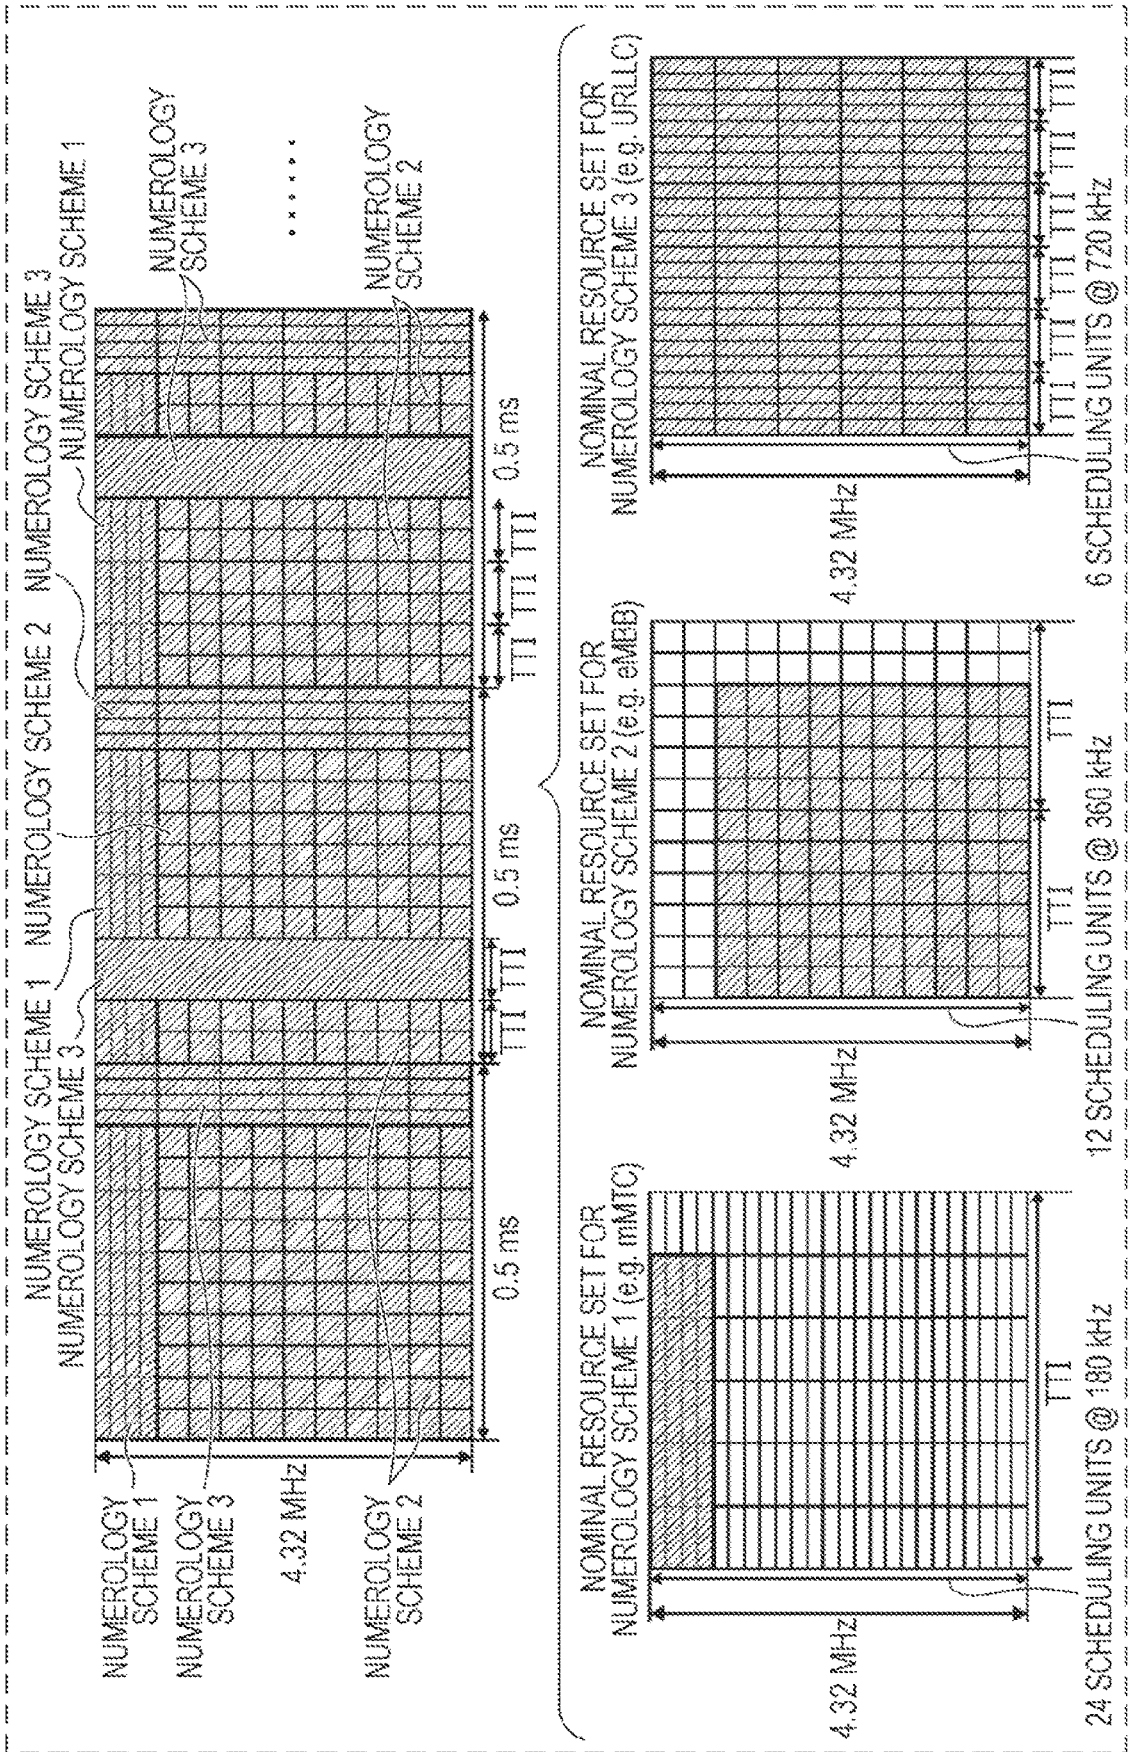 NUMEROLOGY SCHEME 1
NUMEROLOGY SCHEME 3
NUMEROLOGY SCHEME 2
NUMEROLOGY SCHEME 3
NUMEROLOGY SCHEME 1
NUMEROLOGY
SCHEME 1
NUMEROLOGY
SCHEME 3
4.32 MHz
NUMEROLOGY
SCHEME 2
NUMEROLOGY
SCHEME 3
NUMEROLOGY
SCHEME 2
0.5 ms
TTI TTI
0.5 ms
TTI TTI TTI
0.5 ms
NOMINAL RESOURCE SET FOR
NUMEROLOGY SCHEME 1 (e.g. mMTC)
4.32 MHz
TTI
24 SCHEDULING UNITS @ 180 kHz
NOMINAL RESOURCE SET FOR
NUMEROLOGY SCHEME 2 (e.g. eMBB)
4.32 MHz
TTI TTI
12 SCHEDULING UNITS @ 360 kHz
NOMINAL RESOURCE SET FOR
NUMEROLOGY SCHEME 3 (e.g. URLLC)
4.32 MHz
TTI TTI TTI TTI TTI TTI
6 SCHEDULING UNITS @ 720 kHz